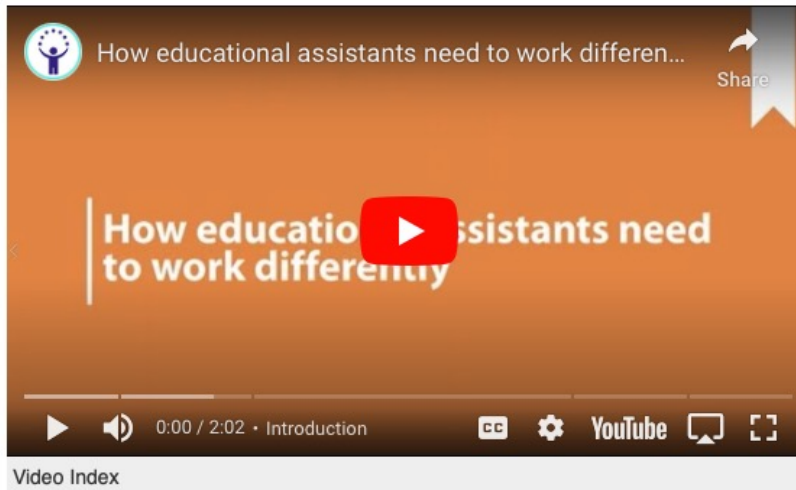 How educational assistants need to work differen...
Share
How educatio ssistants need
to work differently
0:00 / 2:02 • Introduction
CC
YouTube
Video Index